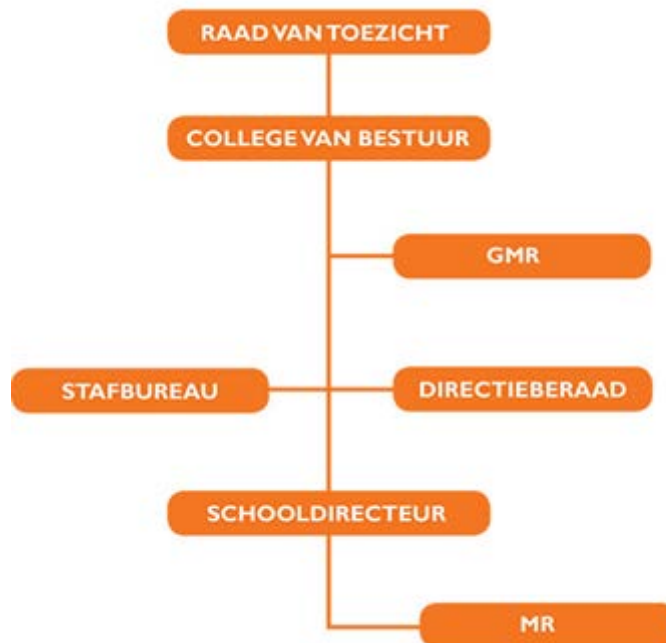 RAAD VAN TOEZICHT
COLLEGE VAN BESTUUR
GMR
STAFBUREAU
DIRECTIEBERAAD
SCHOOLDIRECTEUR
MR